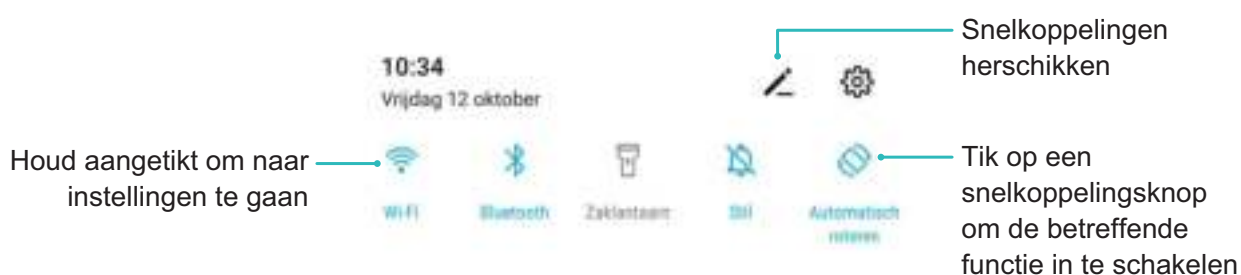 Snelkoppelingen
herschikken
10:34
Vrijdag 12 oktober
Houd aangetikt om naar
instellingen te gaan
Wi-Fi
Bluetooth
Zaklantaarn
Stil
Automatisch
roteren
Tik op een
snelkoppelingsknop
om de betreffende
functie in te schakelen